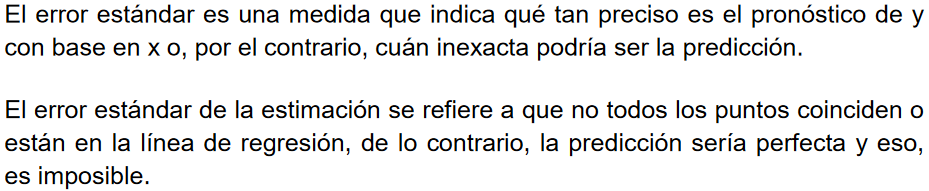 El error estándar es una medida que indica qué tan preciso es el pronóstico de y
con base en x o, por el contrario, cuán inexacta podría ser la predicción.
El error estándar de la estimación se refiere a que no todos los puntos coinciden o
están en la línea de regresión, de lo contrario, la predicción sería perfecta y eso,
es imposible.